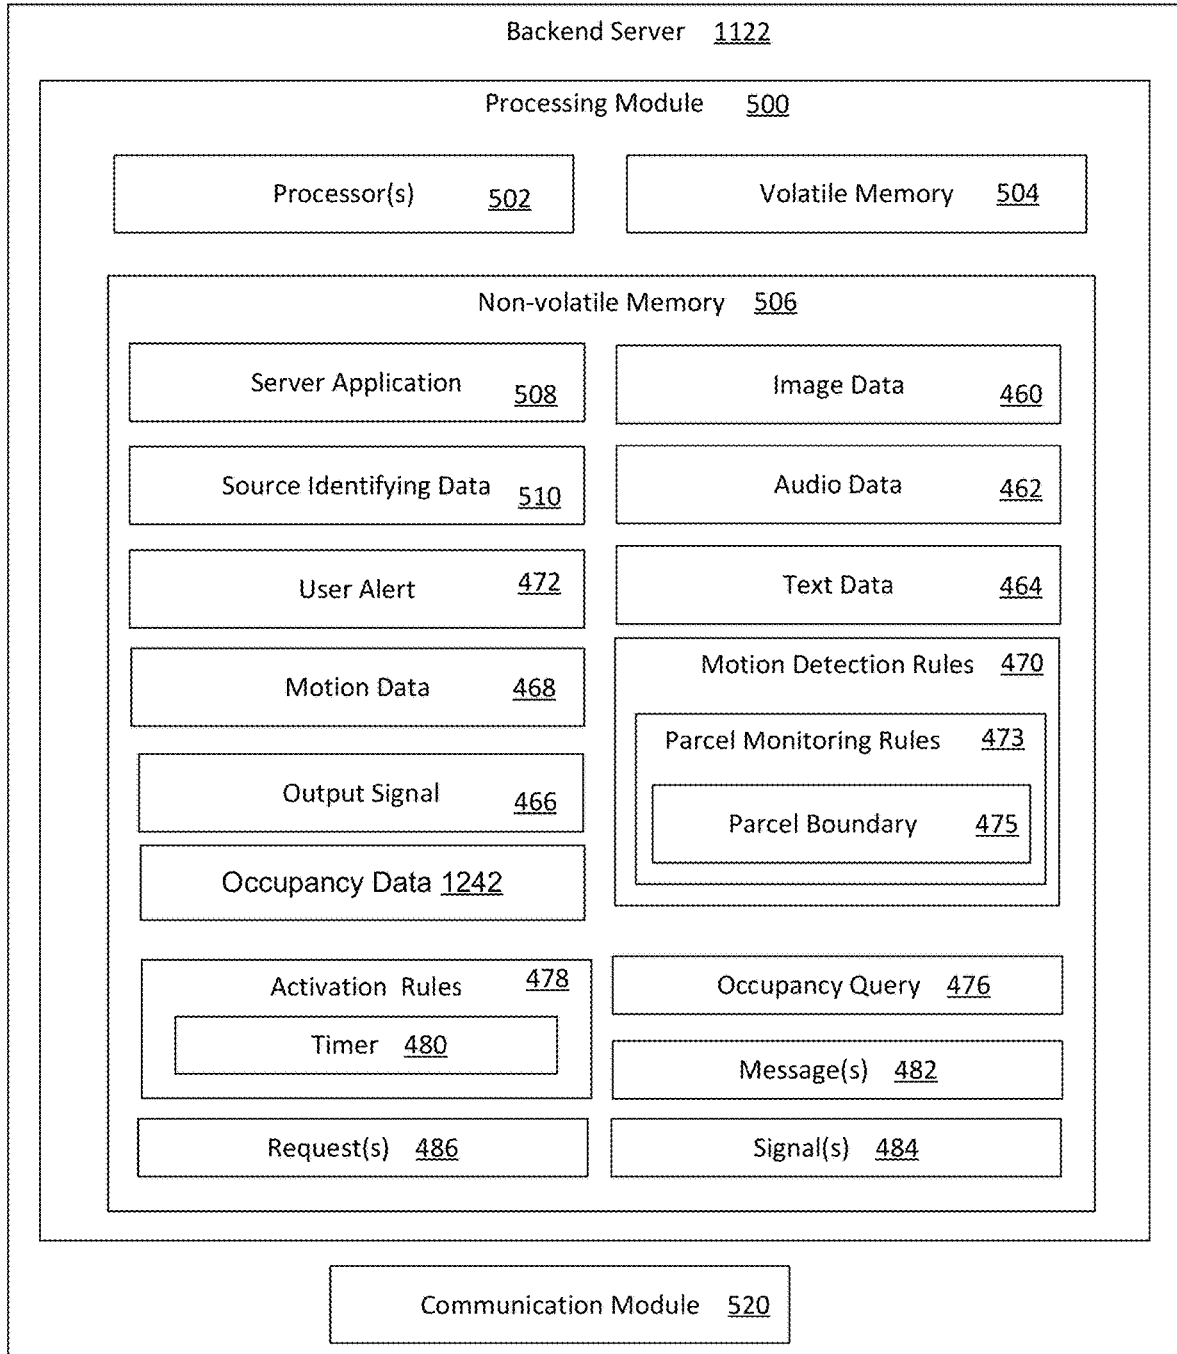 Backend Server 1122
Processing Module 500
Processor(s) 502
Volatile Memory 504
Non-volatile Memory 506
Server Application 508
Image Data 460
Source Identifying Data 510
Audio Data 462
User Alert 472
Text Data 464
Motion Data 468
Motion Detection Rules 470
Parcel Monitoring Rules 473
Output Signal 466
Parcel Boundary 475
Occupancy Data 1242
Activation Rules 478
Occupancy Query 476
Timer 480
Message(s) 482
Request(s) 486
Signal(s) 484
Communication Module 520